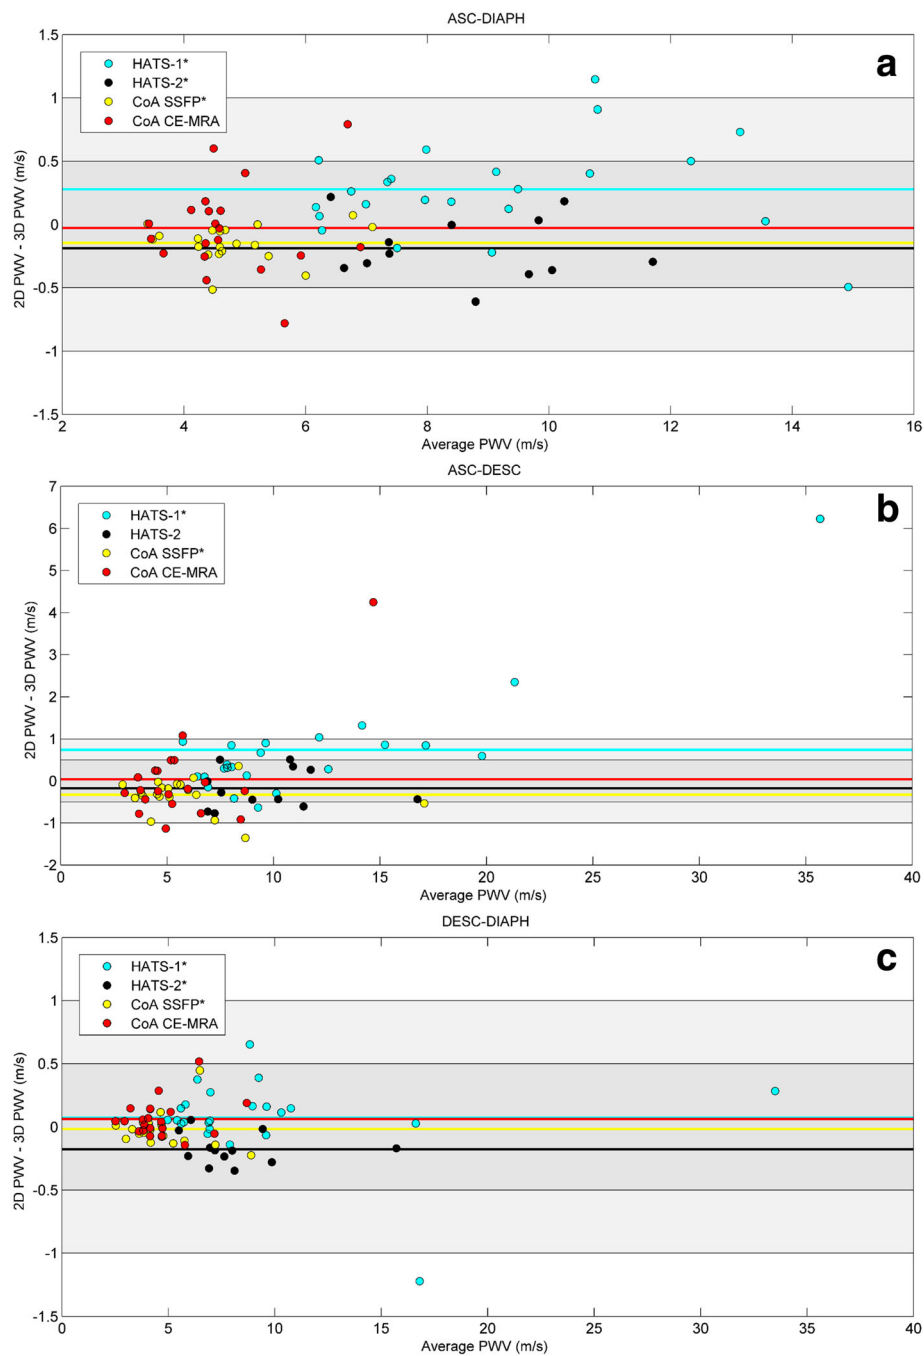 ASC-DIAPH
a
1.5
1
0.5
0
-0.5
-1
-1.5
2D PWV - 3D PWV (m/s)
HATS-1*
HATS-2*
CoA SSFP*
CoA CE-MRA
2 4 6 8 10 12 14 16
Average PWV (m/s)
ASC-DESC
b
7
6
5
4
3
2
1
0
-1
-2
2D PWV - 3D PWV (m/s)
HATS-1*
HATS-2
CoA SSFP*
CoA CE-MRA
0 5 10 15 20 25 30 35 40
Average PWV (m/s)
DESC-DIAPH
c
1.5
1
0.5
0
-0.5
-1
-1.5
2D PWV - 3D PWV (m/s)
HATS-1*
HATS-2*
CoA SSFP*
CoA CE-MRA
0 5 10 15 20 25 30 35 40
Average PWV (m/s)